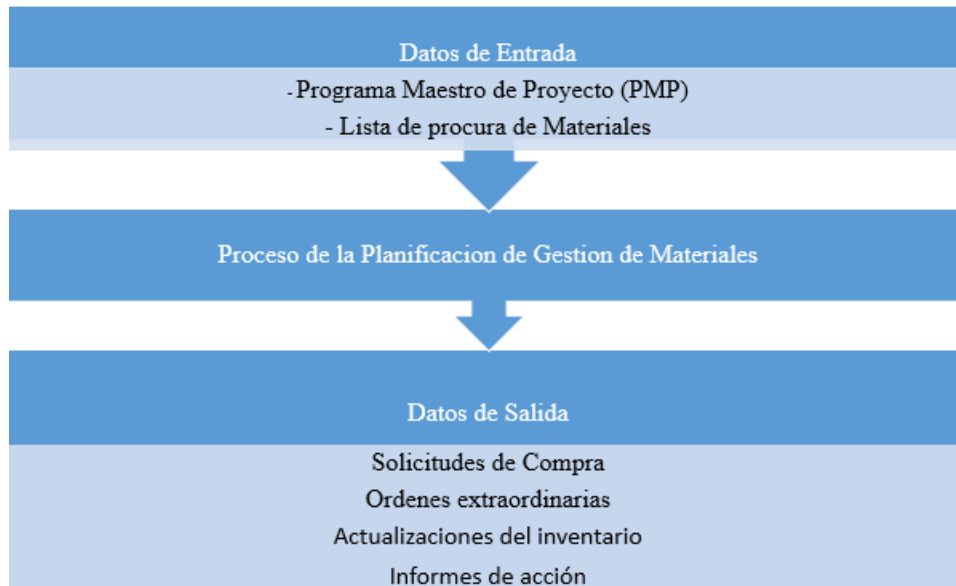 Datos de Entrada
-Programa Maestro de Proyecto (PMP)
- Lista de procura de Materiales
Proceso de la Planificacion de Gestion de Materiales
Datos de Salida
Solicitudes de Compra
Ordenes extraordinarias
Actualizaciones del inventario
Informes de acción